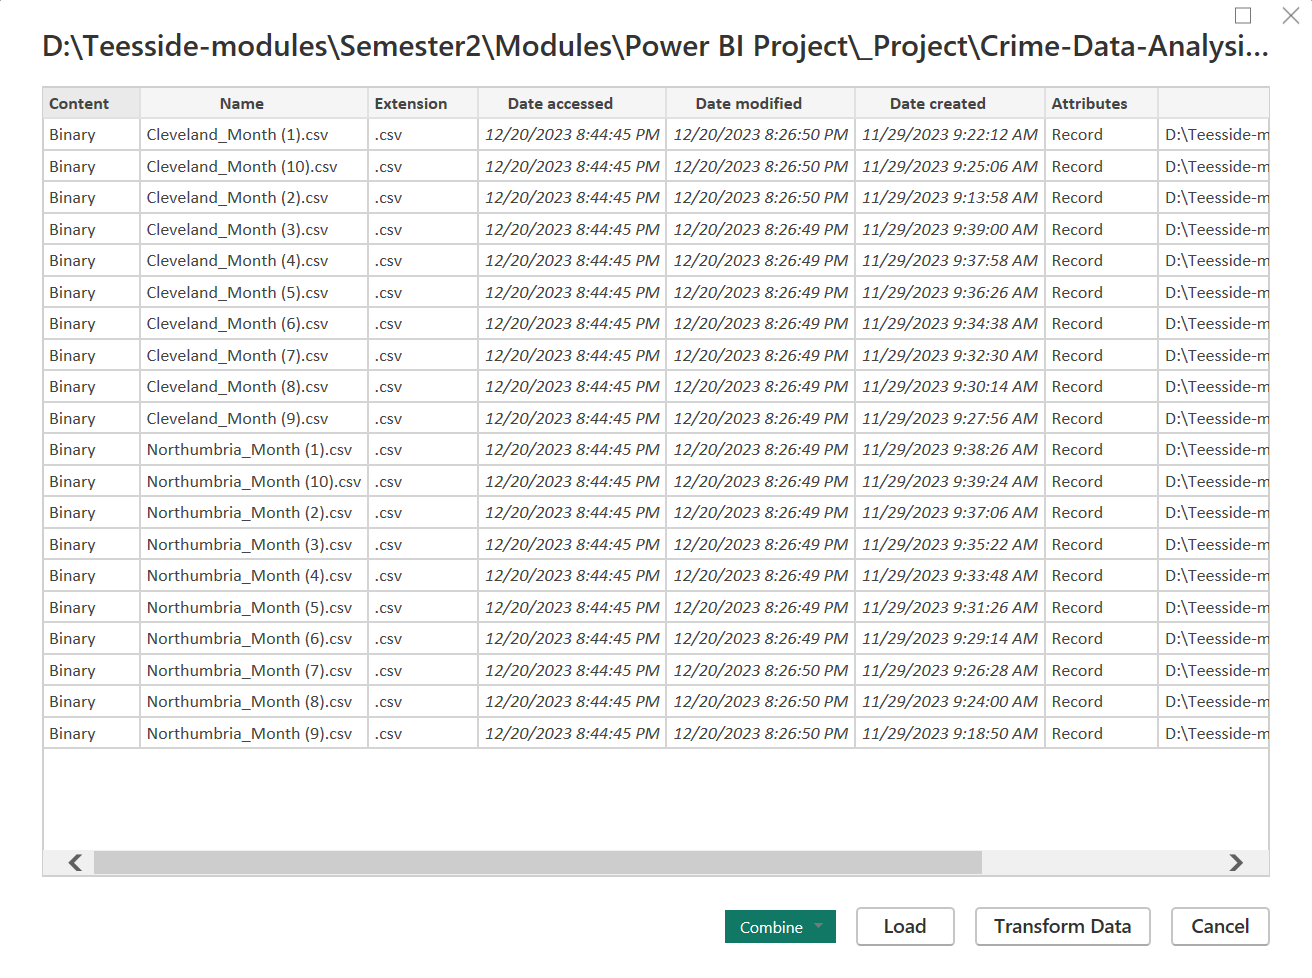 D:\Teesside-modules\Semester2\Modules\Power BI Project\_Project\Crime-Data-Analysi...
Content Name Extension Date accessed Date modified Date created Attributes
Binary Cleveland_Month (1).csv .csv 12/20/2023 8:44:45 PM 12/20/2023 8:26:50 PM 11/29/2023 9:22:12 AM Record D:\Teesside-m
Binary Cleveland_Month (10).csv .csv 12/20/2023 8:44:45 PM 12/20/2023 8:26:50 PM 11/29/2023 9:25:06 AM Record D:\Teesside-m
Binary Cleveland_Month (2).csv .csv 12/20/2023 8:44:45 PM 12/20/2023 8:26:50 PM 11/29/2023 9:13:58 AM Record D:\Teesside-m
Binary Cleveland_Month (3).csv .csv 12/20/2023 8:44:45 PM 12/20/2023 8:26:49 PM 11/29/2023 9:39:00 AM Record D:\Teesside-m
Binary Cleveland_Month (4).csv .csv 12/20/2023 8:44:45 PM 12/20/2023 8:26:49 PM 11/29/2023 9:37:58 AM Record D:\Teesside-m
Binary Cleveland_Month (5).csv .csv 12/20/2023 8:44:45 PM 12/20/2023 8:26:49 PM 11/29/2023 9:36:26 AM Record D:\Teesside-m
Binary Cleveland_Month (6).csv .csv 12/20/2023 8:44:45 PM 12/20/2023 8:26:49 PM 11/29/2023 9:34:38 AM Record D:\Teesside-m
Binary Cleveland_Month (7).csv .csv 12/20/2023 8:44:45 PM 12/20/2023 8:26:49 PM 11/29/2023 9:32:30 AM Record D:\Teesside-m
Binary Cleveland_Month (8).csv .csv 12/20/2023 8:44:45 PM 12/20/2023 8:26:49 PM 11/29/2023 9:30:14 AM Record D:\Teesside-m
Binary Cleveland_Month (9).csv .csv 12/20/2023 8:44:45 PM 12/20/2023 8:26:49 PM 11/29/2023 9:27:56 AM Record D:\Teesside-m
Binary Northumbria_Month (1).csv .csv 12/20/2023 8:44:45 PM 12/20/2023 8:26:49 PM 11/29/2023 9:38:26 AM Record D:\Teesside-m
Binary Northumbria_Month (10).csv .csv 12/20/2023 8:44:45 PM 12/20/2023 8:26:49 PM 11/29/2023 9:39:24 AM Record D:\Teesside-m
Binary Northumbria_Month (2).csv .csv 12/20/2023 8:44:45 PM 12/20/2023 8:26:49 PM 11/29/2023 9:37:06 AM Record D:\Teesside-m
Binary Northumbria_Month (3).csv .csv 12/20/2023 8:44:45 PM 12/20/2023 8:26:49 PM 11/29/2023 9:35:22 AM Record D:\Teesside-m
Binary Northumbria_Month (4).csv .csv 12/20/2023 8:44:45 PM 12/20/2023 8:26:49 PM 11/29/2023 9:33:48 AM Record D:\Teesside-m
Binary Northumbria_Month (5).csv .csv 12/20/2023 8:44:45 PM 12/20/2023 8:26:49 PM 11/29/2023 9:31:26 AM Record D:\Teesside-m
Binary Northumbria_Month (6).csv .csv 12/20/2023 8:44:45 PM 12/20/2023 8:26:49 PM 11/29/2023 9:29:14 AM Record D:\Teesside-m
Binary Northumbria_Month (7).csv .csv 12/20/2023 8:44:45 PM 12/20/2023 8:26:50 PM 11/29/2023 9:26:28 AM Record D:\Teesside-m
Binary Northumbria_Month (8).csv .csv 12/20/2023 8:44:45 PM 12/20/2023 8:26:50 PM 11/29/2023 9:24:00 AM Record D:\Teesside-m
Binary Northumbria_Month (9).csv .csv 12/20/2023 8:44:45 PM 12/20/2023 8:26:50 PM 11/29/2023 9:18:50 AM Record D:\Teesside-m
Combine Load Transform Data Cancel